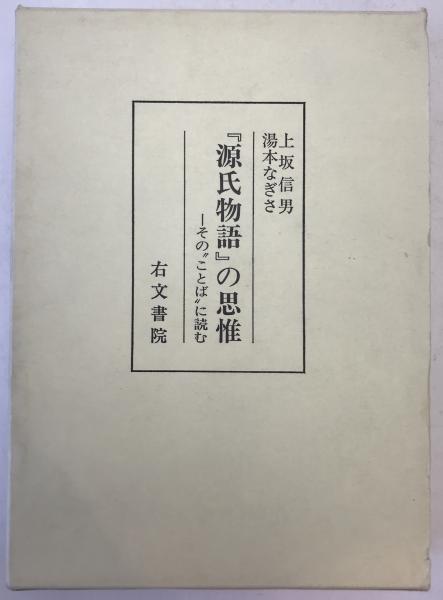 上坂信男
湯本なぎさ
『源氏物語』の思惟
―その〝ことば〟に読む
右文書院